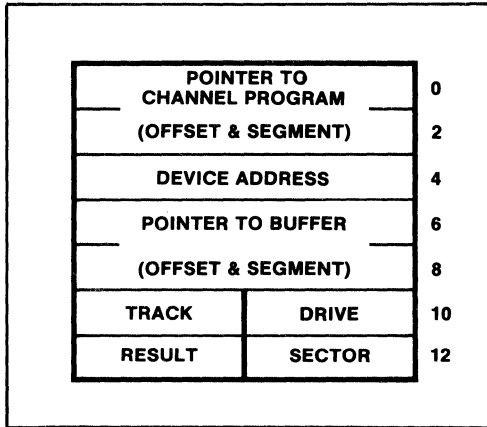 POINTER TO
CHANNEL PROGRAM 0
(OFFSET & SEGMENT) 2
DEVICE ADDRESS 4
POINTER TO BUFFER 6
(OFFSET & SEGMENT) 8
TRACK DRIVE 10
RESULT SECTOR 12